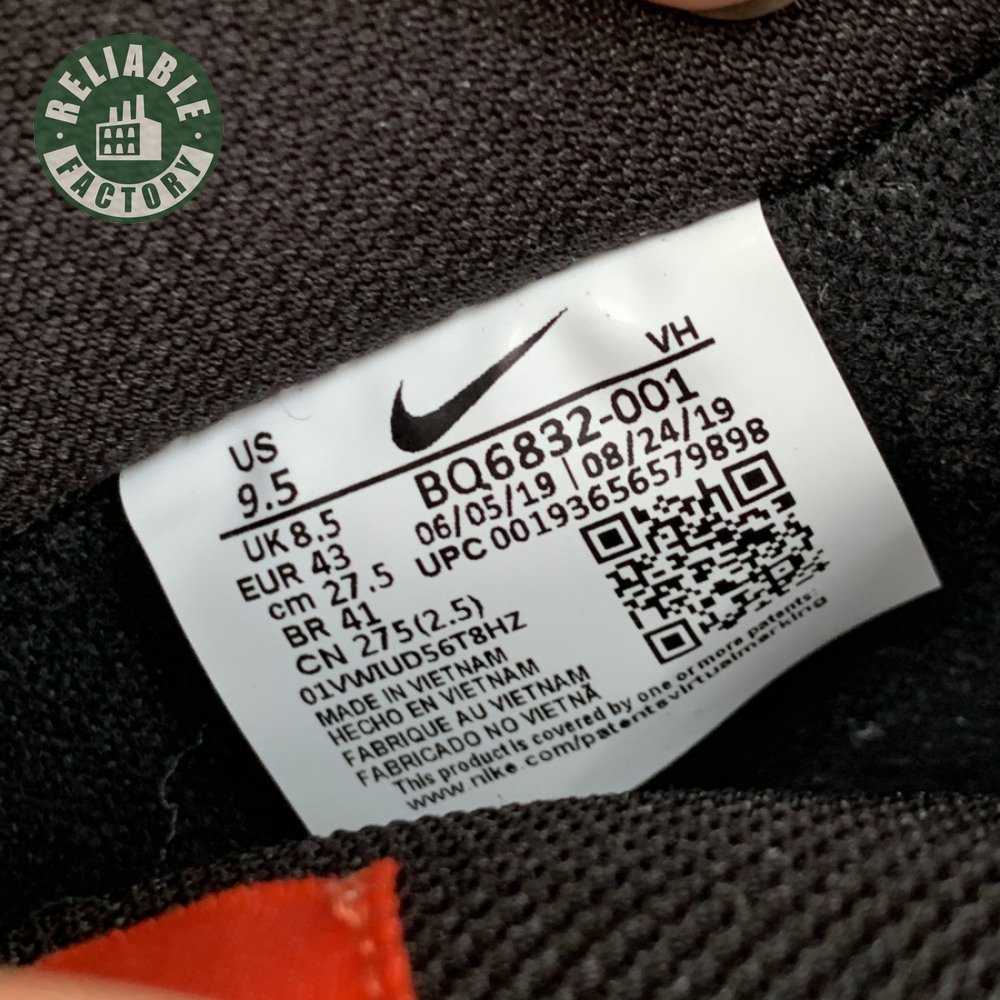 RELIABLE
FACTORY
VH
US
9.5
BQ6832-001
06/05/19 | 08/24/19
UPC 00193656579898
UK 8.5
EUR 43
cm 27.5
BR 41
CN 275(2.5)
01VWIUD56T8HZ
MADE IN VIETNAM
HECHO EN VIETNAM
FABRIQUE AU VIETNAM
FABRICADO NO VIETNÃ
This product is covered by one or more patents:
www.nike.com/patentavirtualmarking